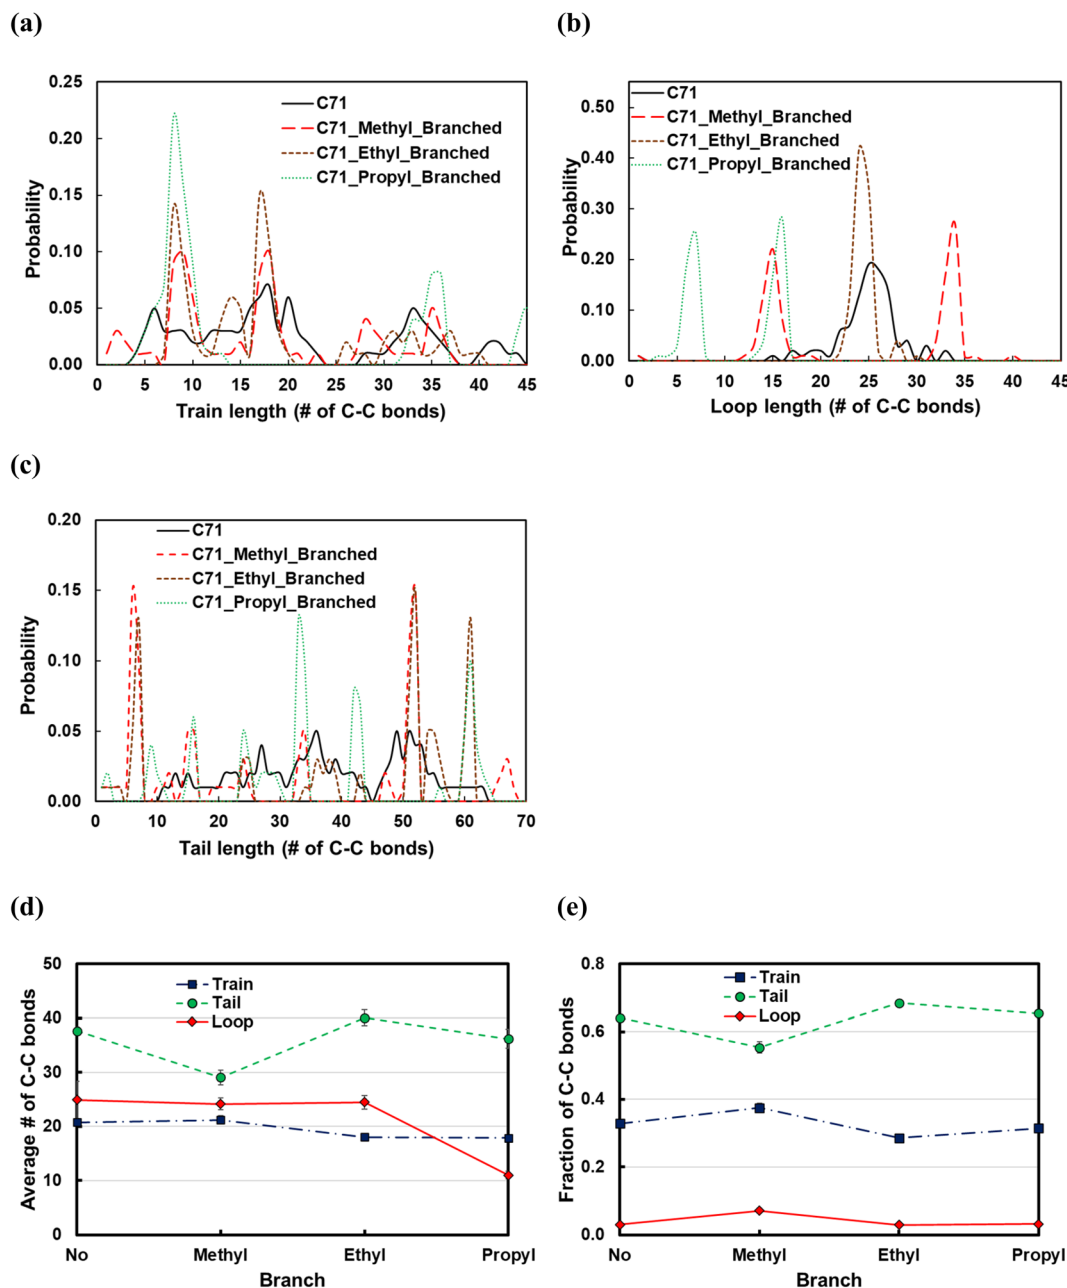 (a)
(b)
0.25
0.20
0.15
0.10
0.05
0.00
Probability
C71
C71_Methyl_Branched
C71_Ethyl_Branched
C71_Propyl_Branched
0 5 10 15 20 25 30 35 40 45
Train length (# of C-C bonds)
0.50
0.40
0.30
0.20
0.10
0.00
Probability
C71
C71_Methyl_Branched
C71_Ethyl_Branched
C71_Propyl_Branched
0 5 10 15 20 25 30 35 40 45
Loop length (# of C-C bonds)
(c)
0.20
0.15
0.10
0.05
0.00
Probability
C71
C71_Methyl_Branched
C71_Ethyl_Branched
C71_Propyl_Branched
0 10 20 30 40 50 60 70
Tail length (# of C-C bonds)
(d)
(e)
50
40
30
20
10
0
Average # of C-C bonds
Train
Tail
Loop
No Methyl Ethyl Propyl
Branch
0.8
0.6
0.4
0.2
0.0
Fraction of C-C bonds
Train
Tail
Loop
No Methyl Ethyl Propyl
Branch